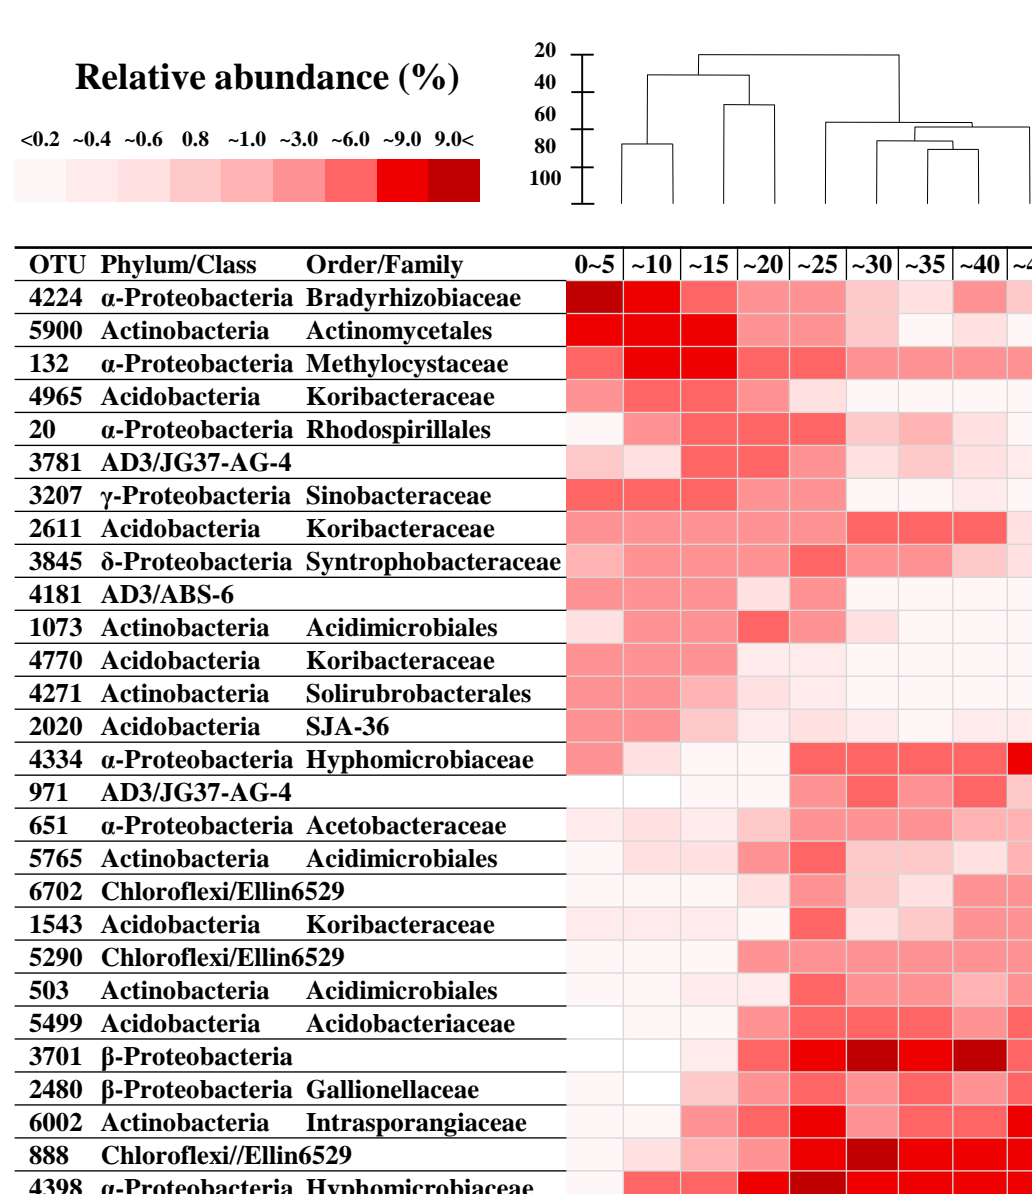 Relative abundance (%)
<0.2 ~0.4 ~0.6 0.8 ~1.0 ~3.0 ~6.0 ~9.0 9.0<
20
40
60
80
100
OTU Phylum/Class Order/Family 0~5 ~10 ~15 ~20 ~25 ~30 ~35 ~40
4224 α-Proteobacteria Bradyrhizobiaceae
5900 Actinobacteria Actinomycetales
132 α-Proteobacteria Methylocystaceae
4965 Acidobacteria Koribacteraceae
20 α-Proteobacteria Rhodospirillales
3781 AD3/JG37-AG-4
3207 γ-Proteobacteria Sinobacteraceae
2611 Acidobacteria Koribacteraceae
3845 δ-Proteobacteria Syntrophobacteraceae
4181 AD3/ABS-6
1073 Actinobacteria Acidimicrobiales
4770 Acidobacteria Koribacteraceae
4271 Actinobacteria Solirubrobacterales
2020 Acidobacteria SJA-36
4334 α-Proteobacteria Hyphomicrobiaceae
971 AD3/JG37-AG-4
651 α-Proteobacteria Acetobacteraceae
5765 Actinobacteria Acidimicrobiales
6702 Chloroflexi/Ellin6529
1543 Acidobacteria Koribacteraceae
5290 Chloroflexi/Ellin6529
503 Actinobacteria Acidimicrobiales
5499 Acidobacteria Acidobacteriaceae
3701 β-Proteobacteria
2480 β-Proteobacteria Gallionellaceae
6002 Actinobacteria Intrasporangiaceae
888 Chloroflexi//Ellin6529
4398 α-Proteobacteria Hyphomicrobiaceae